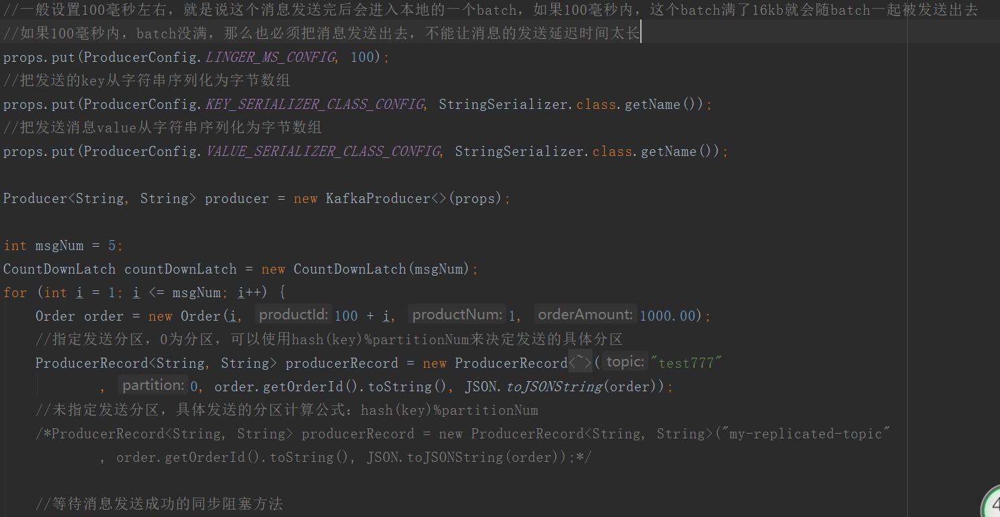 //一般设置100毫秒左右，就是说这个消息发送完后会进入本地的一个batch，如果100毫秒内，这个batch满了16kb就会随batch一起被发送出去
//如果100毫秒内，batch没满，那么也必须把消息发送出去，不能让消息的发送延迟时间太长
props.put(ProducerConfig.LINGER_MS_CONFIG, 100);
//把发送的key从字符串序列化为字节数组
props.put(ProducerConfig.KEY_SERIALIZER_CLASS_CONFIG, StringSerializer.class.getName());
//把发送消息value从字符串序列化为字节数组
props.put(ProducerConfig.VALUE_SERIALIZER_CLASS_CONFIG, StringSerializer.class.getName());
Producer<String, String> producer = new KafkaProducer<>(props);
int msgNum = 5;
CountDownLatch countDownLatch = new CountDownLatch(msgNum);
for (int i = 1; i <= msgNum; i++) {
Order order = new Order(i, productId: 100 + i, productNum: 1, orderAmount: 1000.00);
//指定发送分区，0为分区，可以使用hash(key)%partitionNum来决定发送的具体分区
ProducerRecord<String, String> producerRecord = new ProducerRecord<~>( topic: "test777"
, partition: 0, order.getOrderId().toString(), JSON.toJSONString(order));
//未指定发送分区，具体发送的分区计算公式：hash(key)%partitionNum
/*ProducerRecord<String, String> producerRecord = new ProducerRecord<String, String>("my-replicated-topic"
, order.getOrderId().toString(), JSON.toJSONString(order));*/
//等待消息发送成功的同步阻塞方法
4